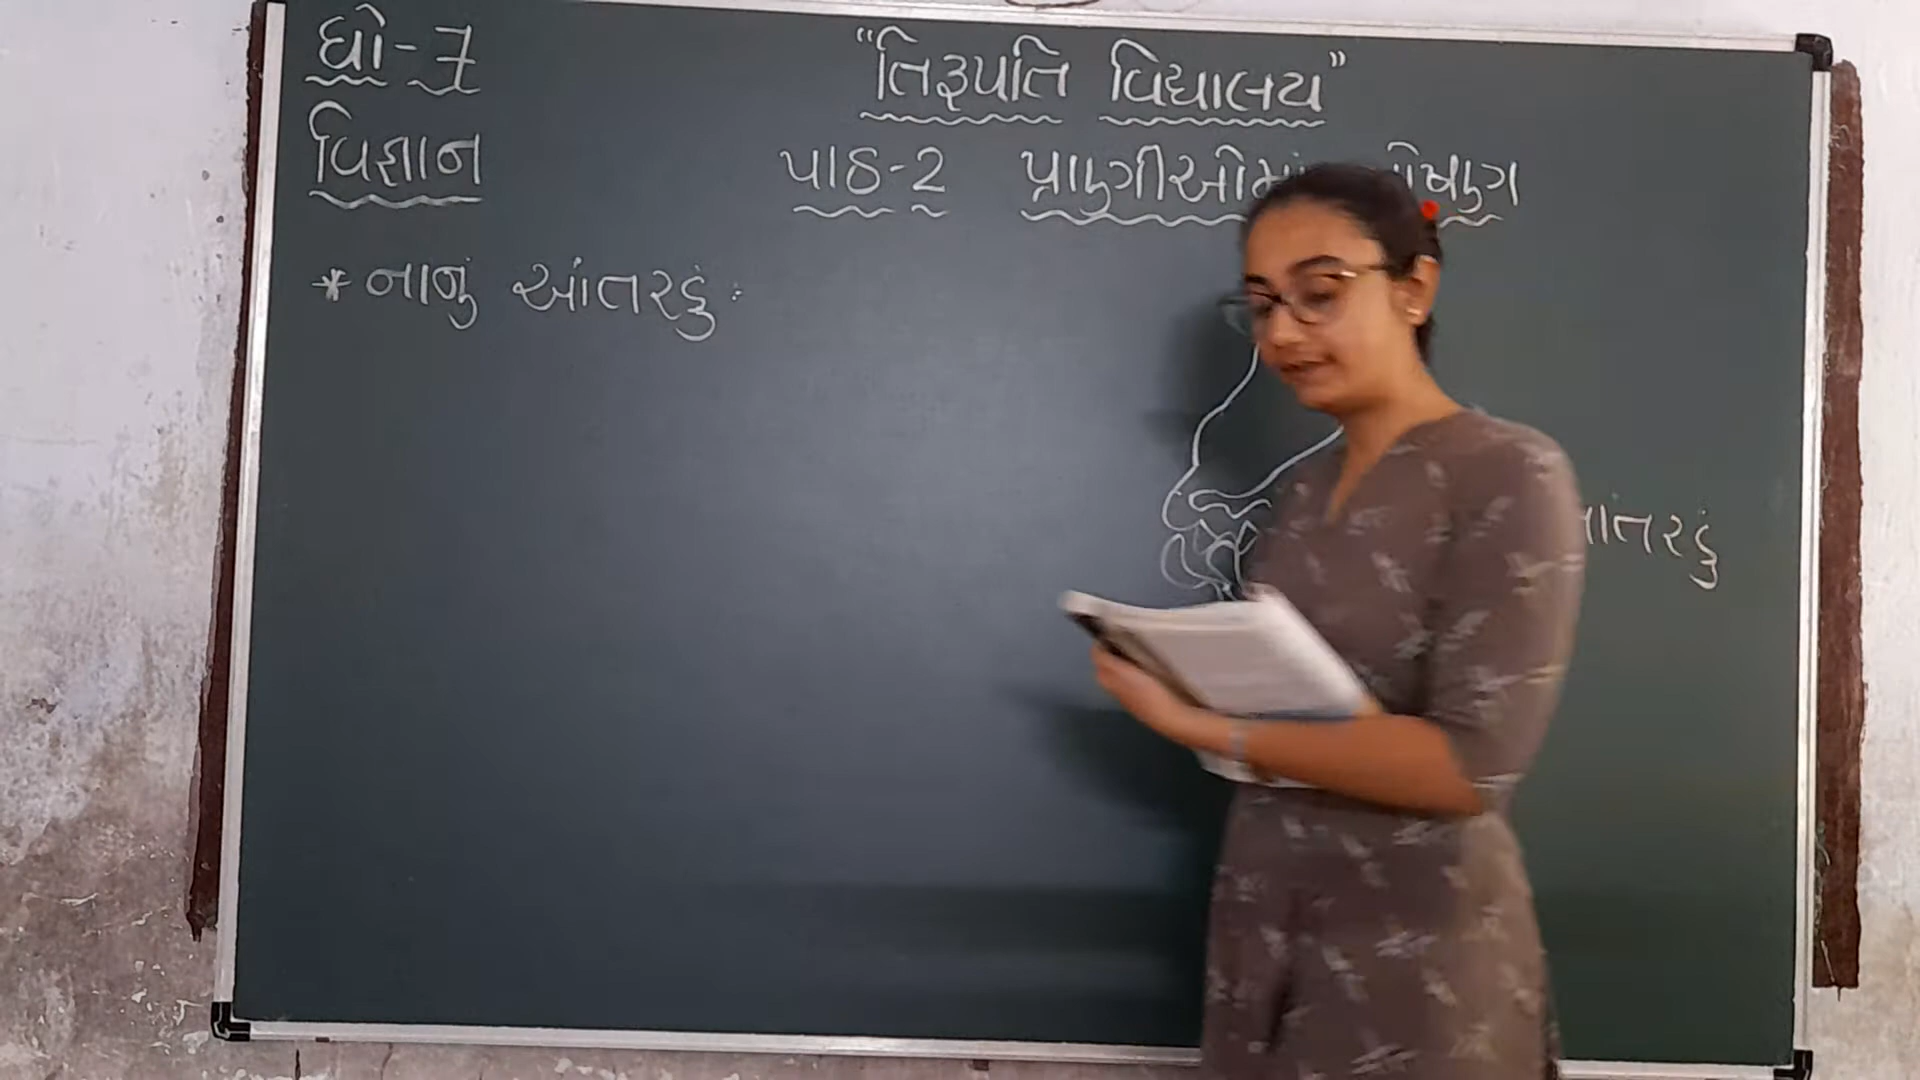 ધો-7
"તિરૂપતિ વિદ્યાલય"
વિજ્ઞાન
પાઠ-2
* નાનું આંતરડું: